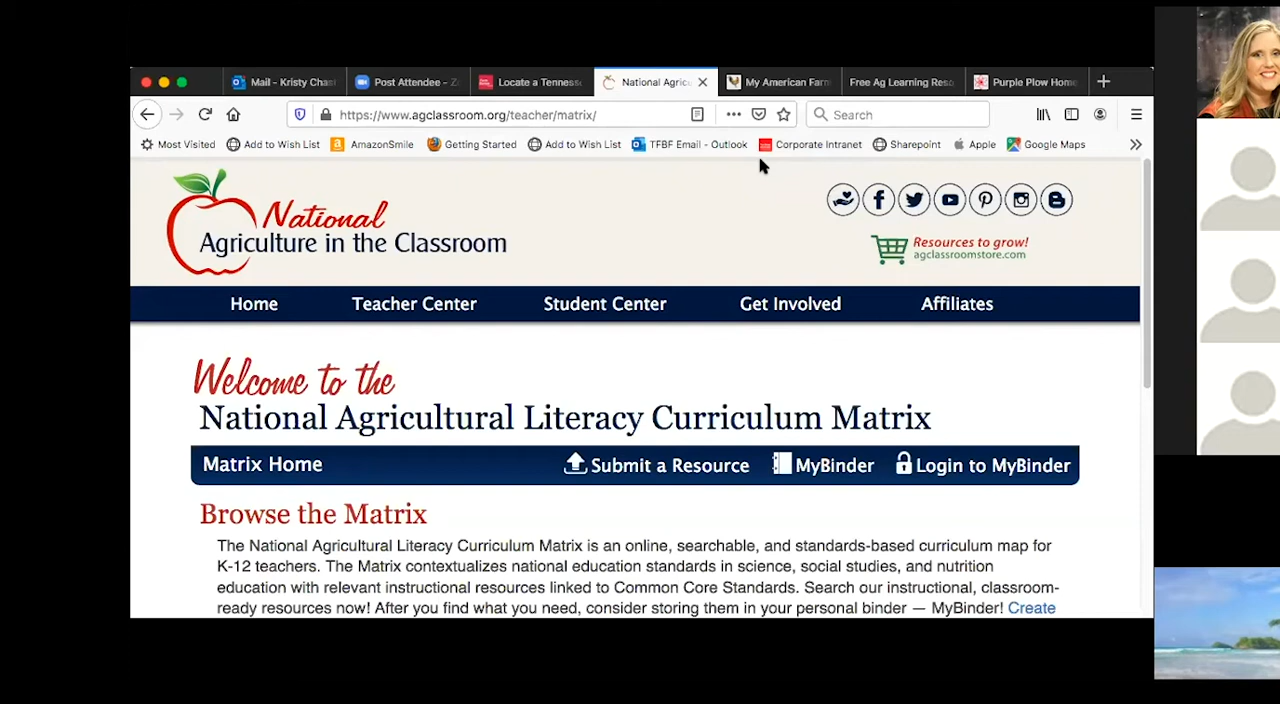 Mail - Kristy Chas
Post Attendee - Z
Locate a Tennesse
National Agric
My American Farm
Free Ag Learning Reso
Purple Plow Home
https://www.agclassroom.org/teacher/matrix/
Search
Most Visited
Add to Wish List
AmazonSmile
Getting Started
Add to Wish List
TFBF Email - Outlook
Corporate Intranet
Sharepoint
Apple
Google Maps
National
Agriculture in the Classroom
Resources to grow!
agclassroomstore.com
Home
Teacher Center
Student Center
Get Involved
Affiliates
Welcome to the
National Agricultural Literacy Curriculum Matrix
Matrix Home
Submit a Resource
MyBinder
Login to MyBinder
Browse the Matrix
The National Agricultural Literacy Curriculum Matrix is an online, searchable, and standards-based curriculum map for
K-12 teachers. The Matrix contextualizes national education standards in science, social studies, and nutrition
education with relevant instructional resources linked to Common Core Standards. Search our instructional, classroom-
ready resources now! After you find what you need, consider storing them in your personal binder — MyBinder! Create